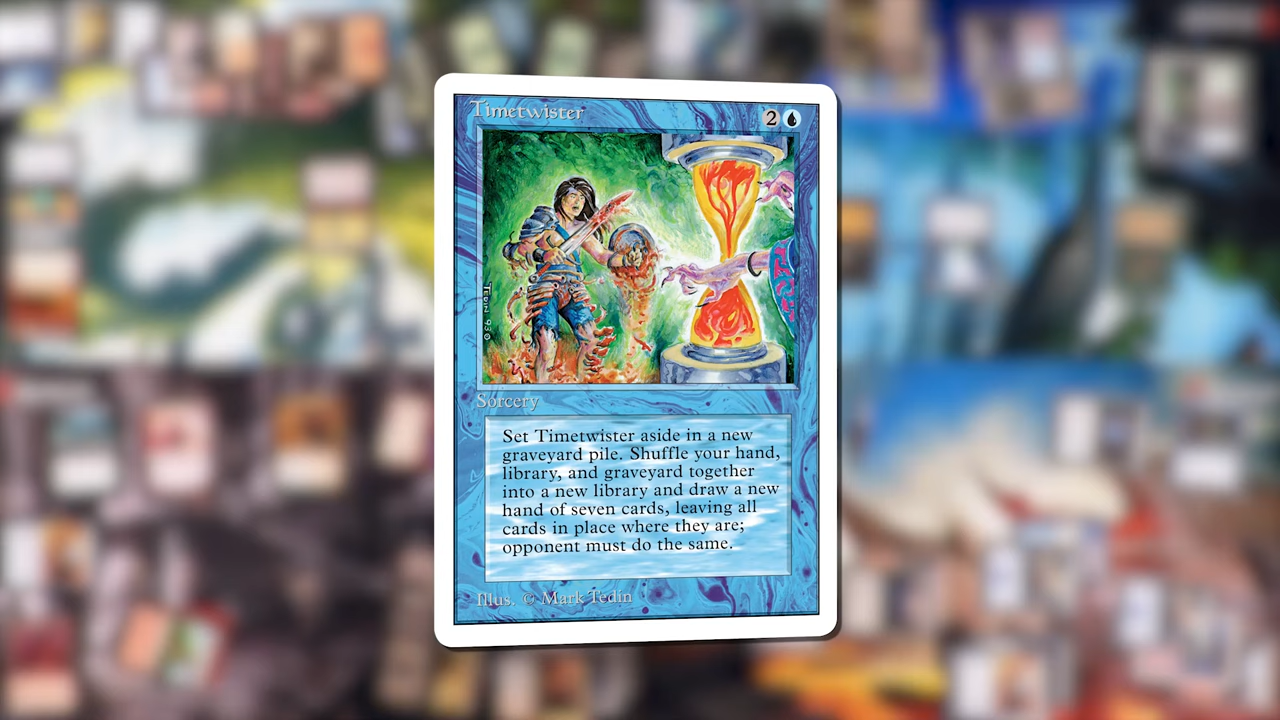 Timetwister
2
TEDIN 93©
Sorcery
Set Timetwister aside in a new
graveyard pile. Shuffle your hand,
library, and graveyard together
into a new library and draw a new
hand of seven cards, leaving all
cards in place where they are;
opponent must do the same.
Illus. © Mark Tedin